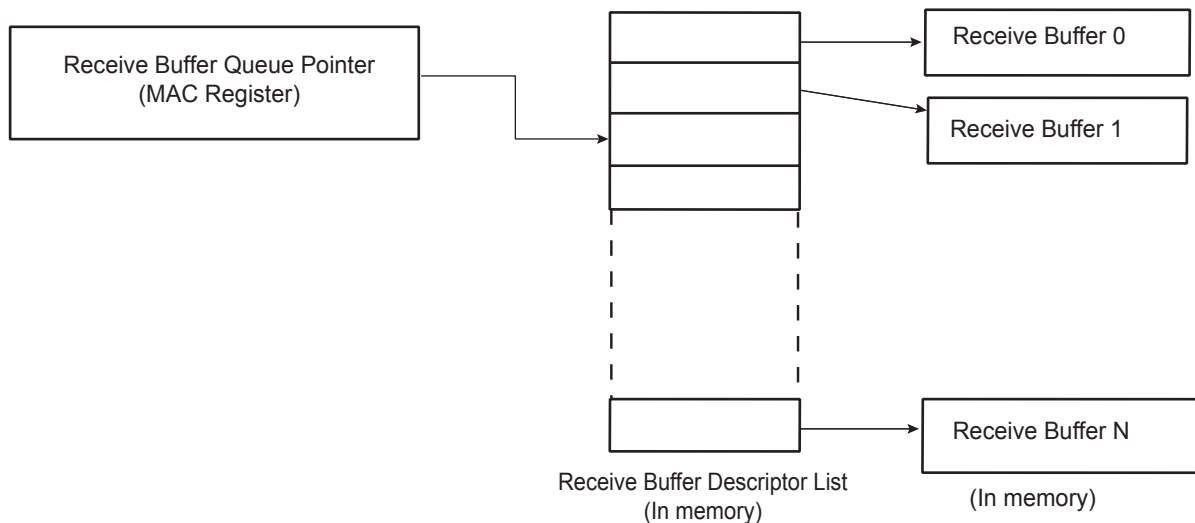 Receive Buffer Queue Pointer
(MAC Register)
Receive Buffer 0
Receive Buffer 1
Receive Buffer N
Receive Buffer Descriptor List
(In memory)
(In memory)